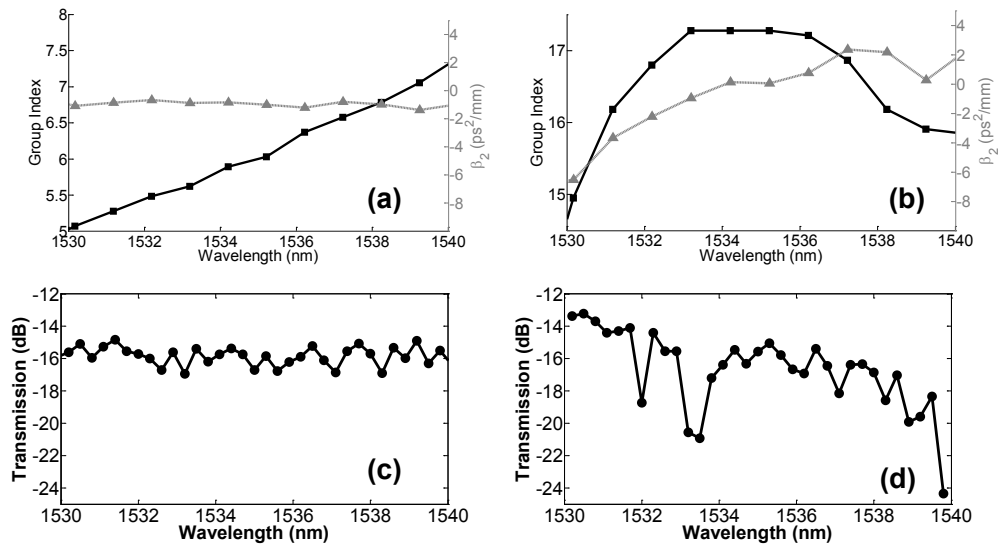 8
7.5
7
6.5
6
5.5
5
Group Index
4
2
0
-2
-4
-6
-8
β2 (ps²/mm)
(a)
1530 1532 1534 1536 1538 1540
Wavelength (nm)
17
16
15
Group Index
4
2
0
-2
-4
-6
-8
β2 (ps²/mm)
(b)
1530 1532 1534 1536 1538 1540
Wavelength (nm)
-12
-14
-16
-18
-20
-22
-24
Transmission (dB)
(c)
1530 1532 1534 1536 1538 1540
Wavelength (nm)
-12
-14
-16
-18
-20
-22
-24
Transmission (dB)
(d)
1530 1532 1534 1536 1538 1540
Wavelength (nm)